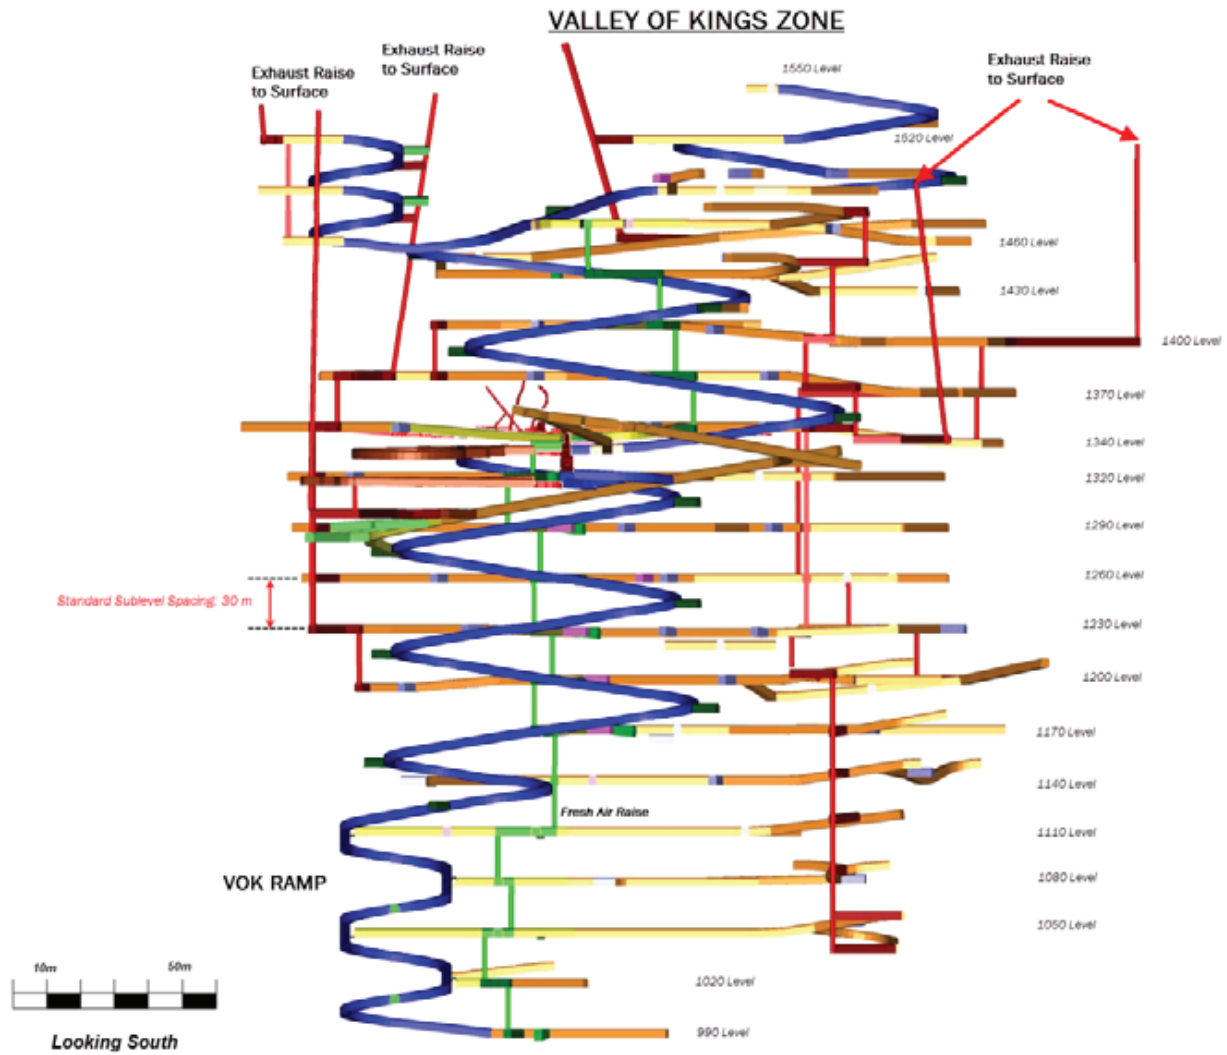 VALLEY OF KINGS ZONE
Exhaust Raise
to Surface
Exhaust Raise
to Surface
Exhaust Raise
to Surface
1550 Level
1520 Level
1460 Level
1430 Level
1400 Level
1370 Level
1340 Level
1320 Level
1290 Level
1260 Level
Standard Sublevel Spacing: 30 m
1230 Level
1200 Level
1170 Level
1140 Level
Fresh Air Raise
1110 Level
VOK RAMP
1080 Level
1050 Level
10m
50m
1020 Level
990 Level
Looking South